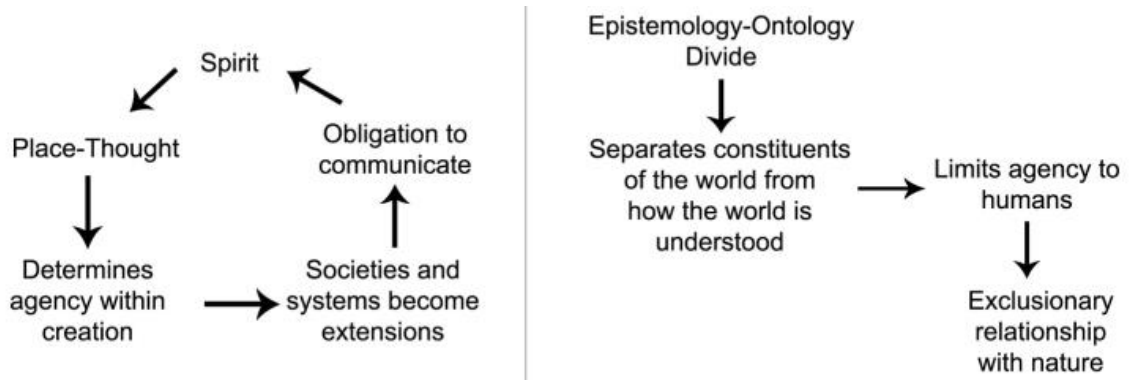 Spirit
Place-Thought
Determines
agency within
creation
Societies and
systems become
extensions
Obligation to
communicate
Epistemology-Ontology
Divide
Separates constituents
of the world from
how the world is
understood
Limits agency to
humans
Exclusionary
relationship
with nature